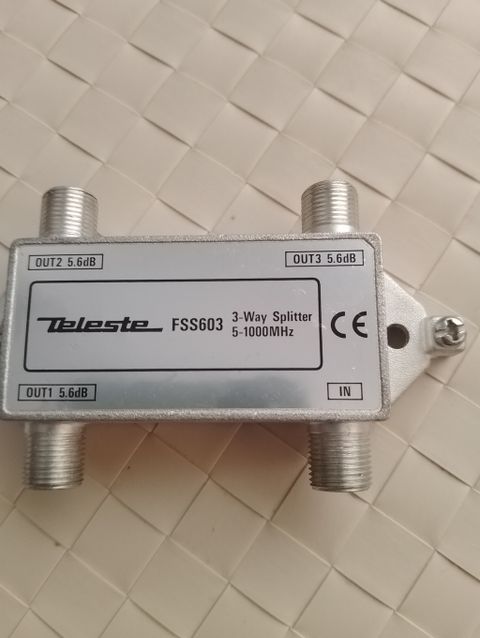 OUT2 5.6dB
OUT3 5.6dB
Teleste FSS603 3-Way Splitter
5-1000MHz
CE
OUT1 5.6dB
IN